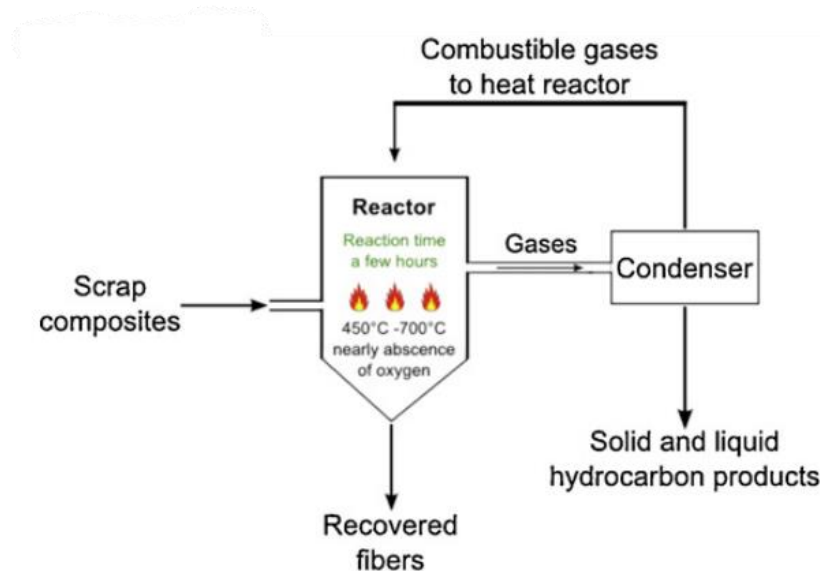 Combustible gases
to heat reactor
Reactor
Reaction time
a few hours
450°C -700°C
nearly abscence
of oxygen
Gases
Condenser
Scrap
composites
Solid and liquid
hydrocarbon products
Recovered
fibers